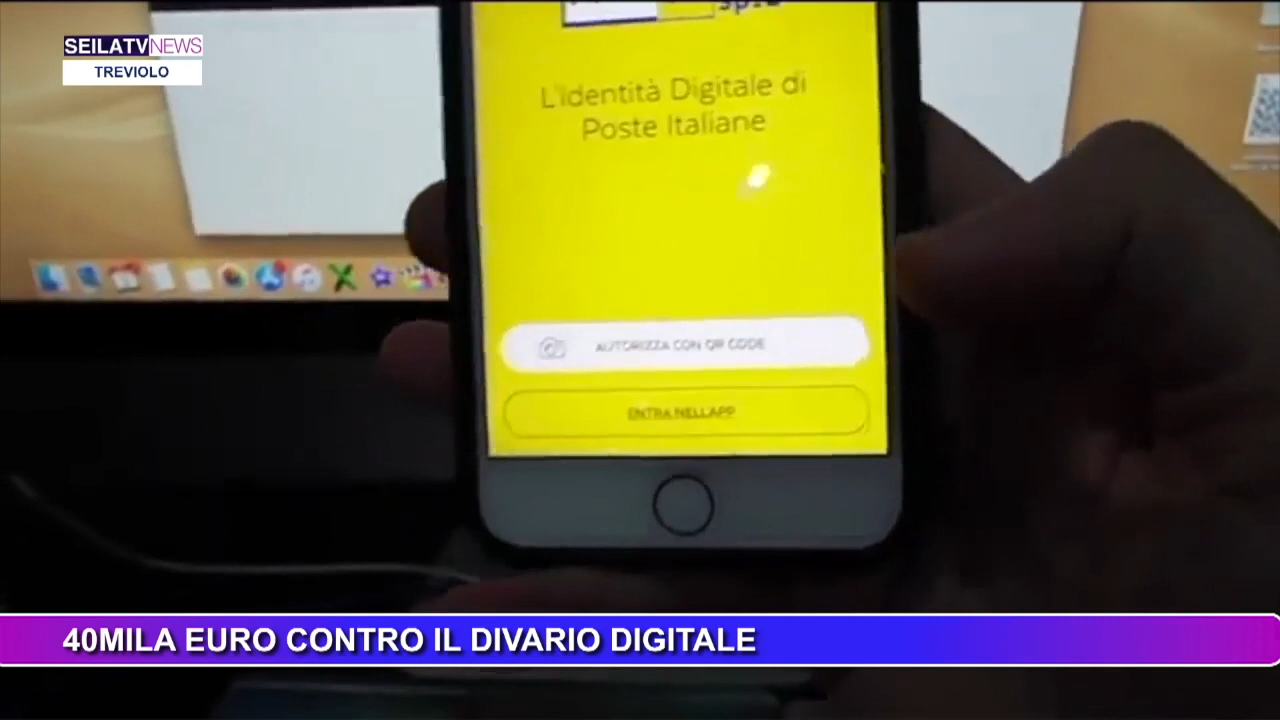 SEILATVNEWS
TREVIOLO
L'Identità Digitale di
Poste Italiane
AUTORIZZA CON QR CODE
ENTRA NELL'APP
40MILA EURO CONTRO IL DIVARIO DIGITALE